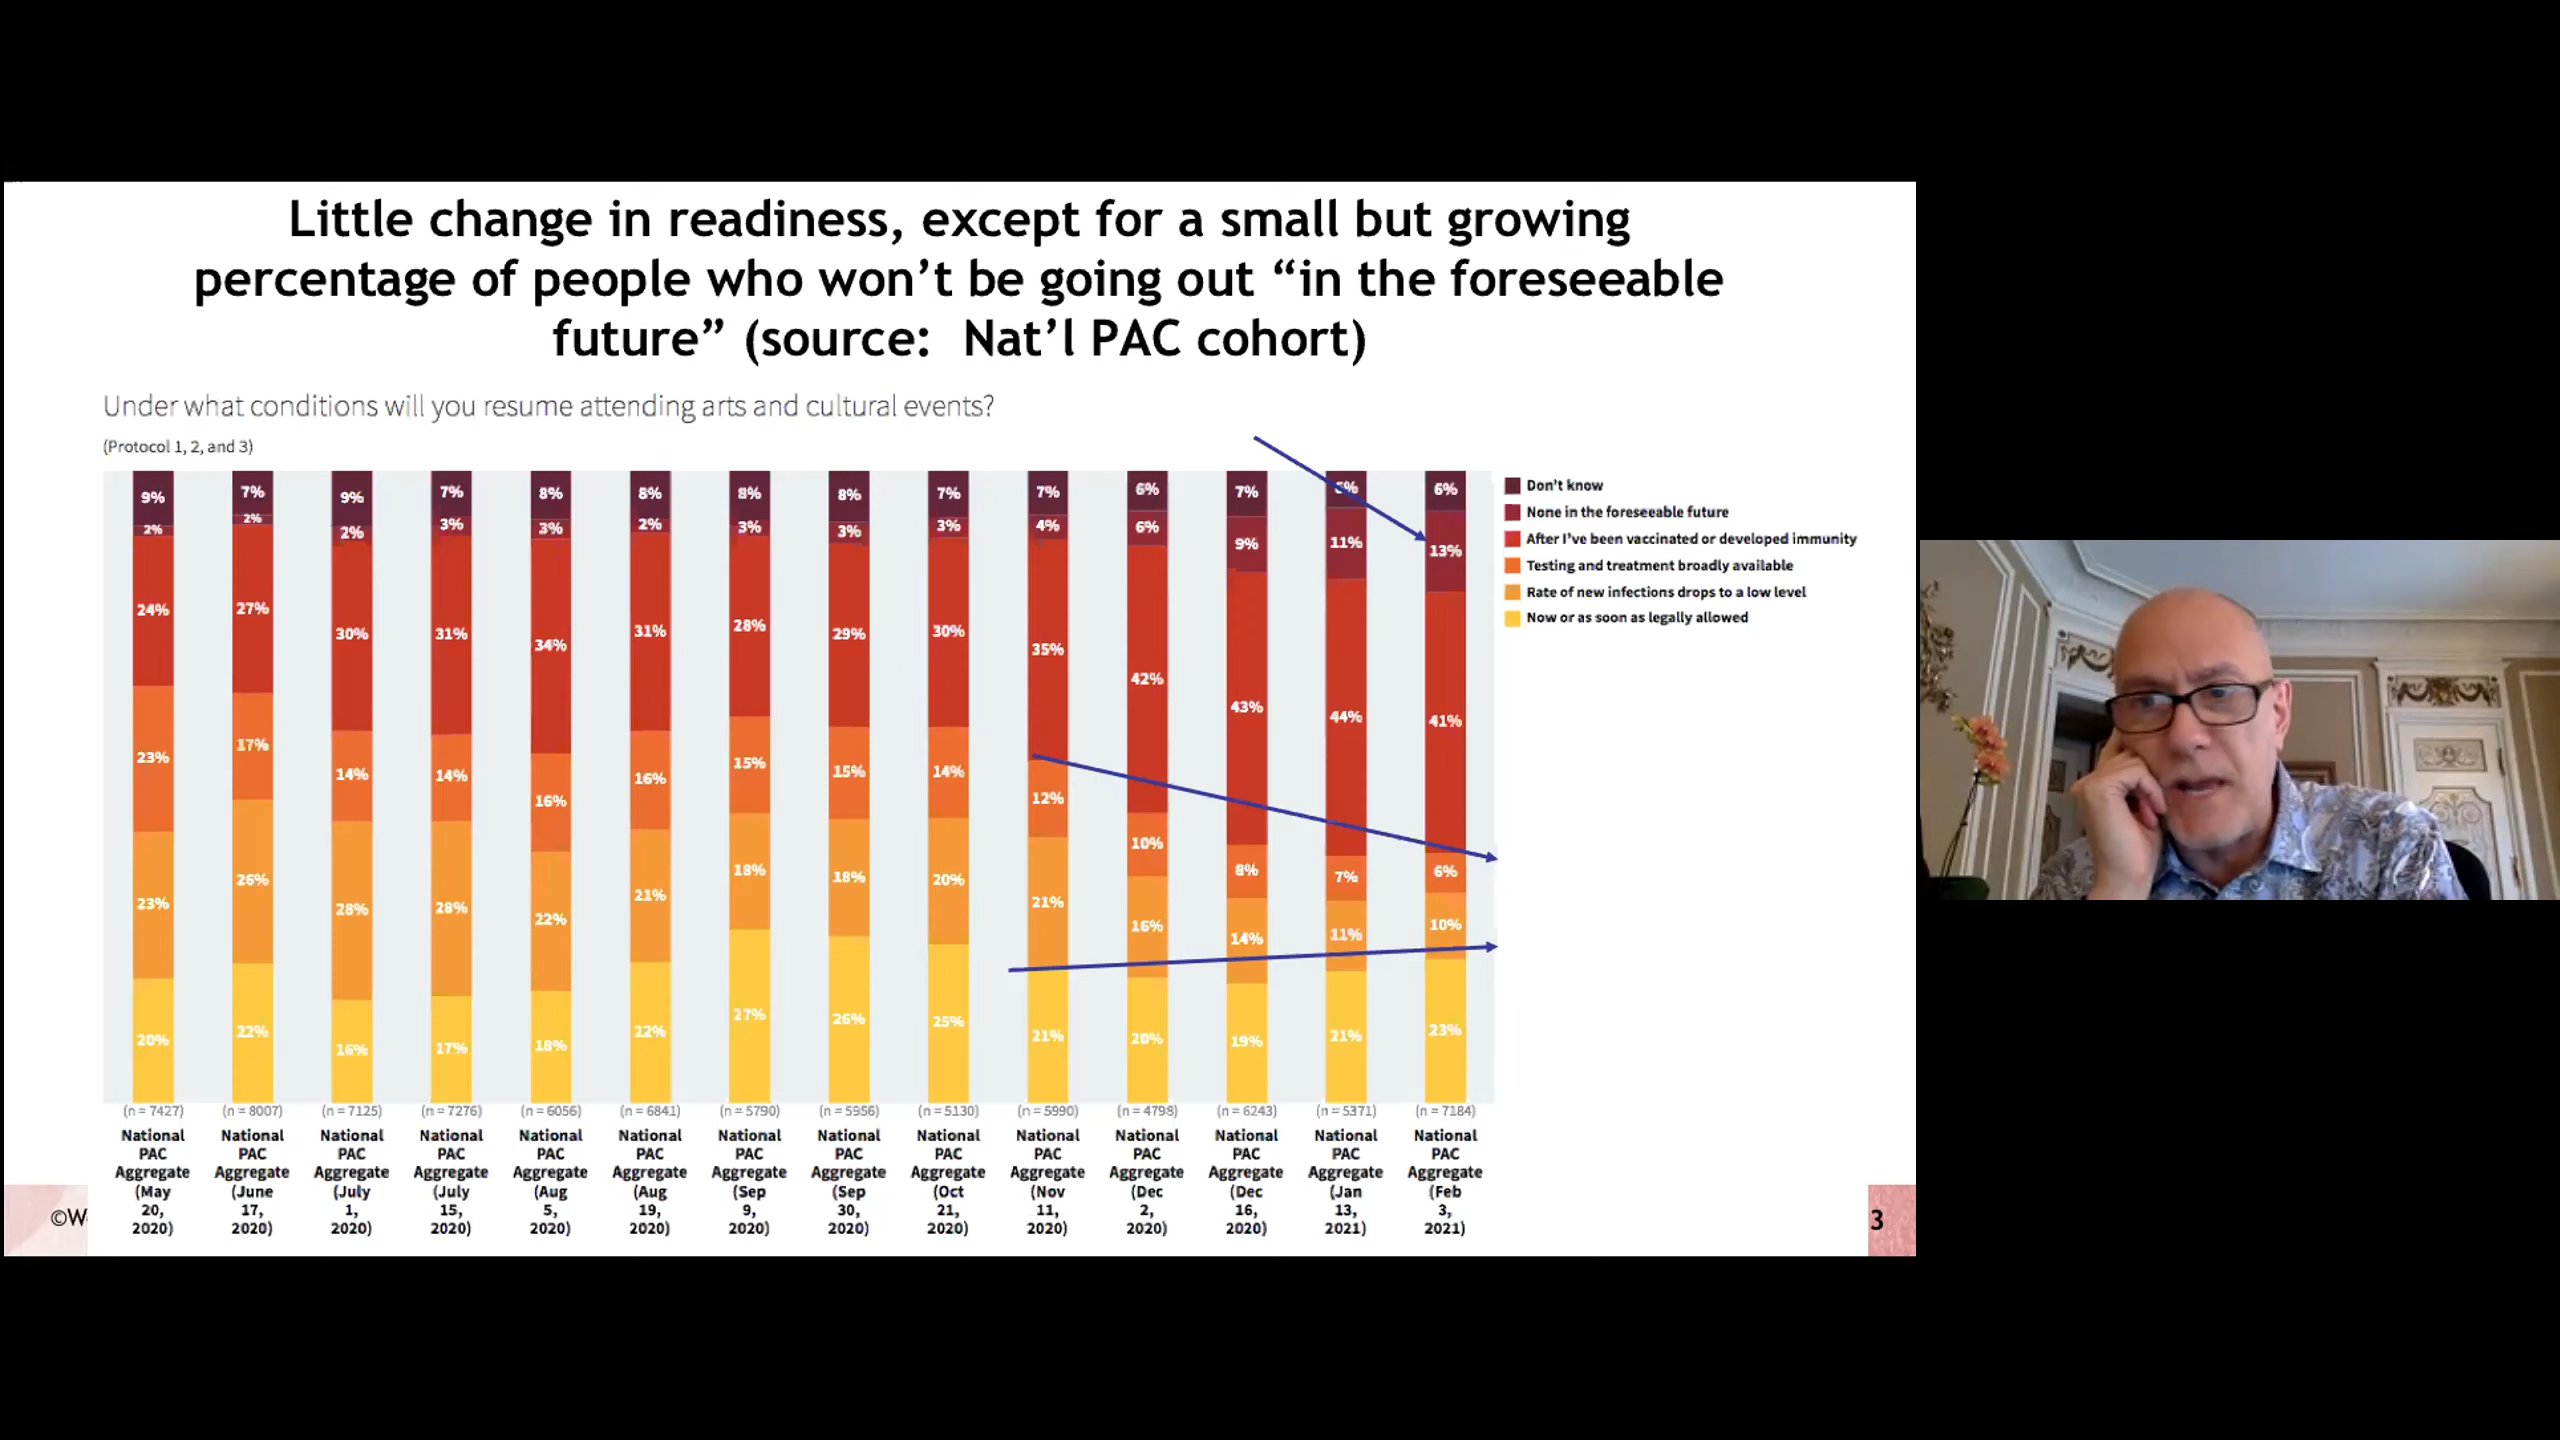 Little change in readiness, except for a small but growing
percentage of people who won’t be going out “in the foreseeable
future” (source:  Nat’l PAC cohort)
Under what conditions will you resume attending arts and cultural events?
(Protocol 1, 2, and 3)
9% 7% 9% 7% 8% 8% 8% 8% 7% 7% 6% 7% 6%
2% 2% 2% 3% 3% 2% 3% 3% 3% 4% 6% 9% 11% 13%
24% 27% 30% 31% 34% 31% 28% 29% 30% 35% 42% 43% 44% 41%
23% 17% 14% 14% 16% 16% 15% 15% 14% 12% 10% 8% 7% 6%
23% 26% 28% 28% 22% 21% 18% 18% 20% 21% 16% 14% 11% 10%
20% 22% 16% 17% 18% 22% 27% 26% 25% 21% 20% 19% 21% 23%
Don't know
None in the foreseeable future
After I've been vaccinated or developed immunity
Testing and treatment broadly available
Rate of new infections drops to a low level
Now or as soon as legally allowed
(n = 7427) (n = 8007) (n = 7125) (n = 7276) (n = 6056) (n = 6841) (n = 5790) (n = 5956) (n = 5130) (n = 5990) (n = 4798) (n = 6243) (n = 5371) (n = 7184)
National National National National National National National National National National National National National National
PAC PAC PAC PAC PAC PAC PAC PAC PAC PAC PAC PAC PAC PAC
Aggregate Aggregate Aggregate Aggregate Aggregate Aggregate Aggregate Aggregate Aggregate Aggregate Aggregate Aggregate Aggregate Aggregate
(May (June (July (July (Aug (Aug (Sep (Sep (Oct (Nov (Dec (Dec (Jan (Feb
20, 17, 1, 15, 5, 19, 9, 30, 21, 11, 2, 16, 13, 3,
2020) 2020) 2020) 2020) 2020) 2020) 2020) 2020) 2020) 2020) 2020) 2020) 2021) 2021)
©W
3